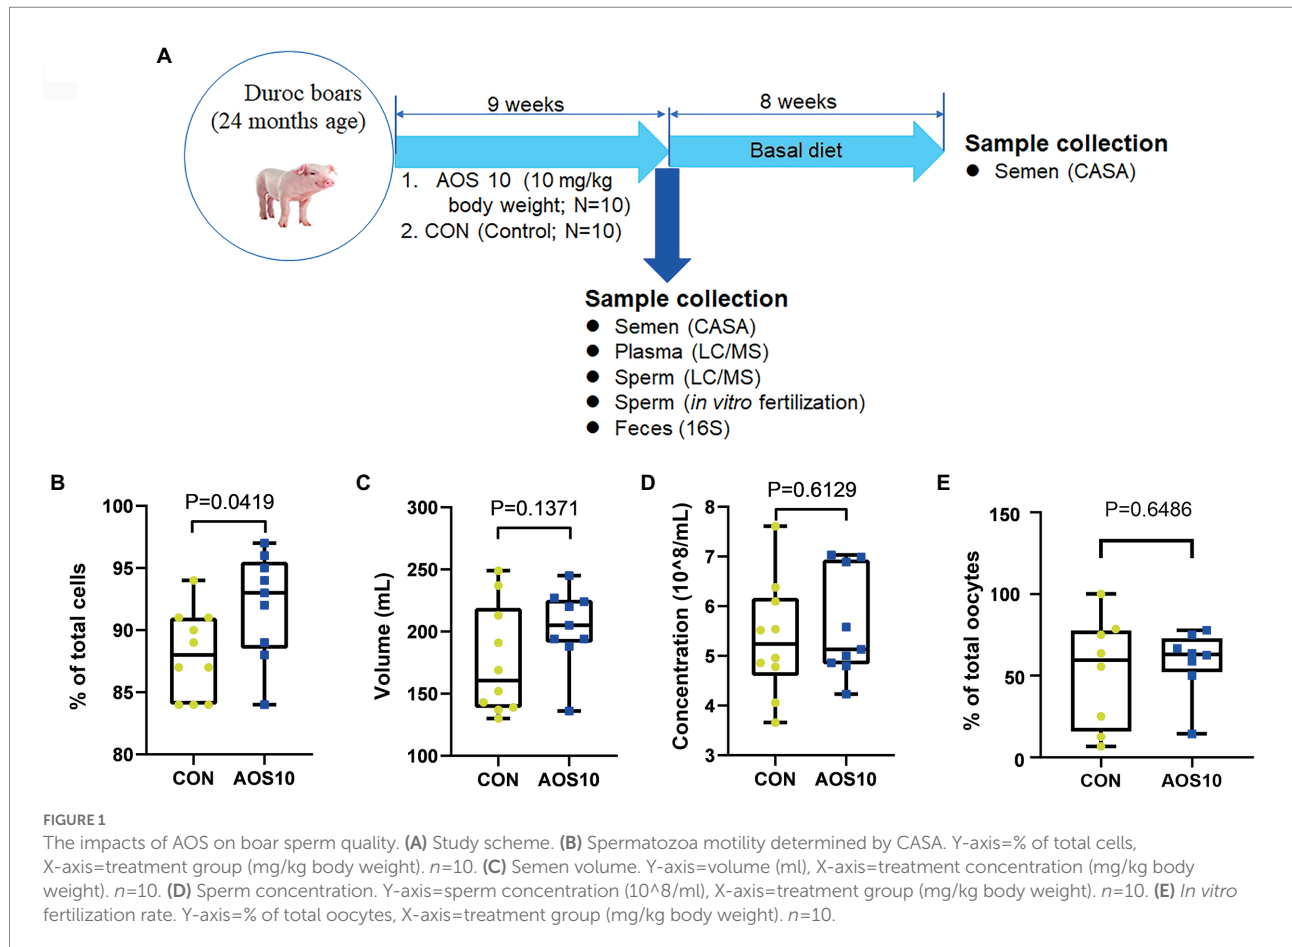 A
Duroc boars
(24 months age)
9 weeks
8 weeks
Basal diet
1. AOS 10 (10 mg/kg
body weight; N=10)
2. CON (Control; N=10)
Sample collection
● Semen (CASA)
Sample collection
● Semen (CASA)
● Plasma (LC/MS)
● Sperm (LC/MS)
● Sperm (in vitro fertilization)
● Feces (16S)
B
P=0.0419
% of total cells
100
95
90
85
80
CON AOS10
C
P=0.1371
Volume (mL)
300
250
200
150
100
CON AOS10
D
P=0.6129
Concentration (10^8/mL)
8
7
6
5
4
3
CON AOS10
E
P=0.6486
% of total oocytes
150
100
50
0
CON AOS10
FIGURE 1
The impacts of AOS on boar sperm quality. (A) Study scheme. (B) Spermatozoa motility determined by CASA. Y-axis=% of total cells,
X-axis=treatment group (mg/kg body weight). n=10. (C) Semen volume. Y-axis=volume (ml), X-axis=treatment concentration (mg/kg body
weight). n=10. (D) Sperm concentration. Y-axis=sperm concentration (10^8/ml), X-axis=treatment group (mg/kg body weight). n=10. (E) In vitro
fertilization rate. Y-axis=% of total oocytes, X-axis=treatment group (mg/kg body weight). n=10.